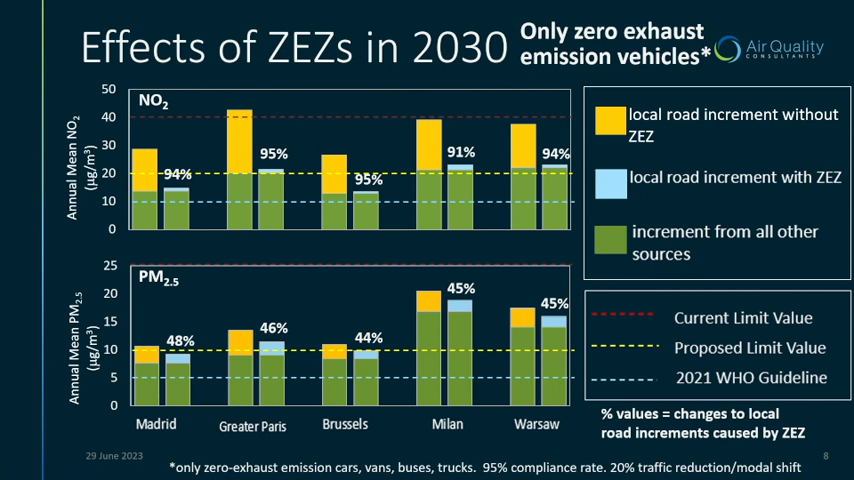 Effects of ZEZs in 2030
Only zero exhaust
emission vehicles*
Air Quality
CONSULTANTS
Annual Mean NO2
(µg/m³)
50
40
30
20
10
0
NO2
94%
95%
95%
91%
94%
local road increment without
ZEZ
local road increment with ZEZ
increment from all other
sources
Annual Mean PM2.5
(µg/m³)
25
20
15
10
5
0
PM2.5
48%
46%
44%
45%
45%
Madrid
Greater Paris
Brussels
Milan
Warsaw
Current Limit Value
Proposed Limit Value
2021 WHO Guideline
% values = changes to local
road increments caused by ZEZ
29 June 2023
8
*only zero-exhaust emission cars, vans, buses, trucks. 95% compliance rate. 20% traffic reduction/modal shift